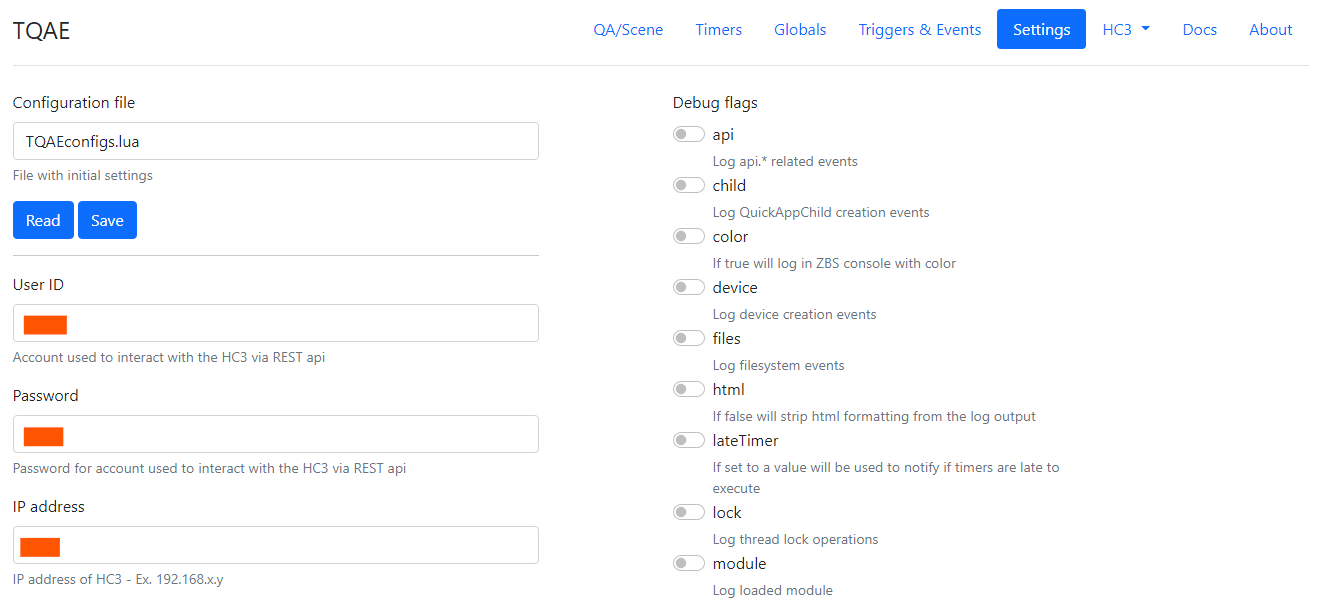 TQAE
QA/Scene
Timers
Globals
Triggers & Events
Settings
HC3
Docs
About
Configuration file
TQAEconfigs.lua
File with initial settings
Read
Save
User ID
Account used to interact with the HC3 via REST api
Password
Password for account used to interact with the HC3 via REST api
IP address
IP address of HC3 - Ex. 192.168.x.y
Debug flags
api
Log api.* related events
child
Log QuickAppChild creation events
color
If true will log in ZBS console with color
device
Log device creation events
files
Log filesystem events
html
If false will strip html formatting from the log output
lateTimer
If set to a value will be used to notify if timers are late to
execute
lock
Log thread lock operations
module
Log loaded module